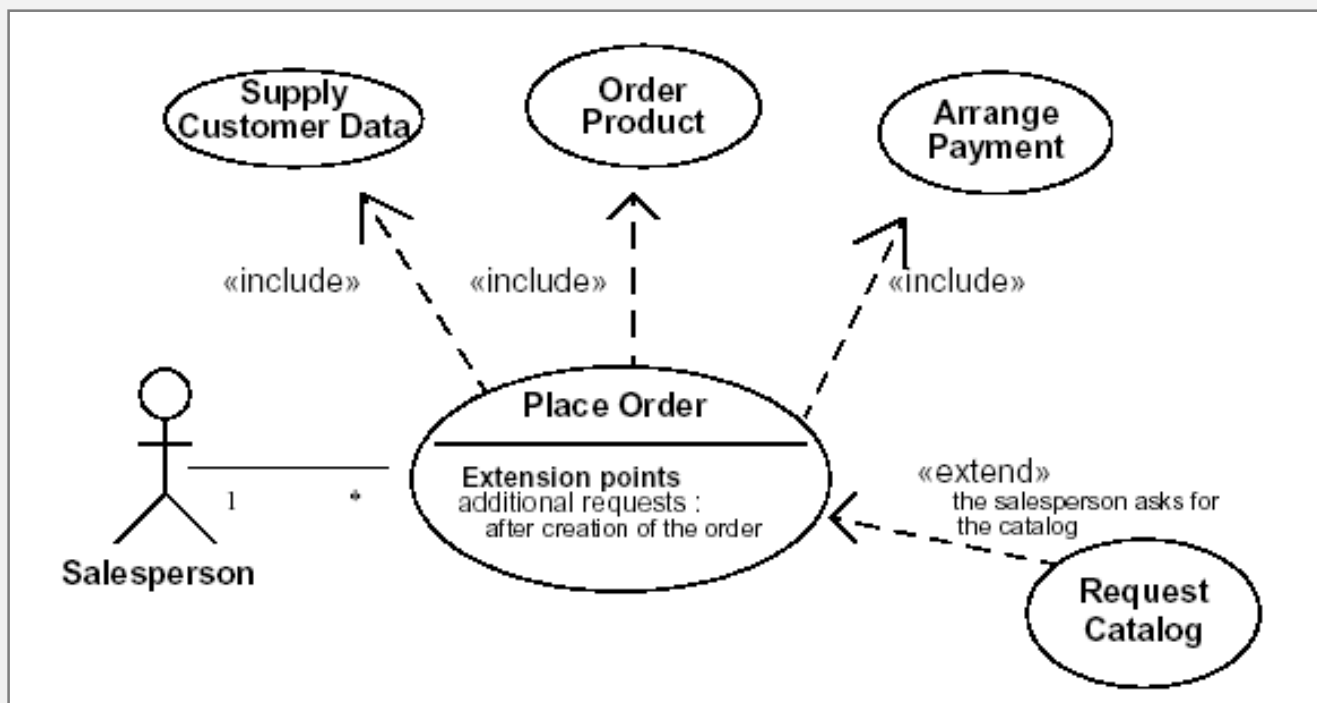 Supply
Customer Data
Order
Product
Arrange
Payment
«include»
«include»
«include»
Place Order
Extension points
additional requests :
after creation of the order
1
*
Salesperson
«extend»
the salesperson asks for
the catalog
Request
Catalog